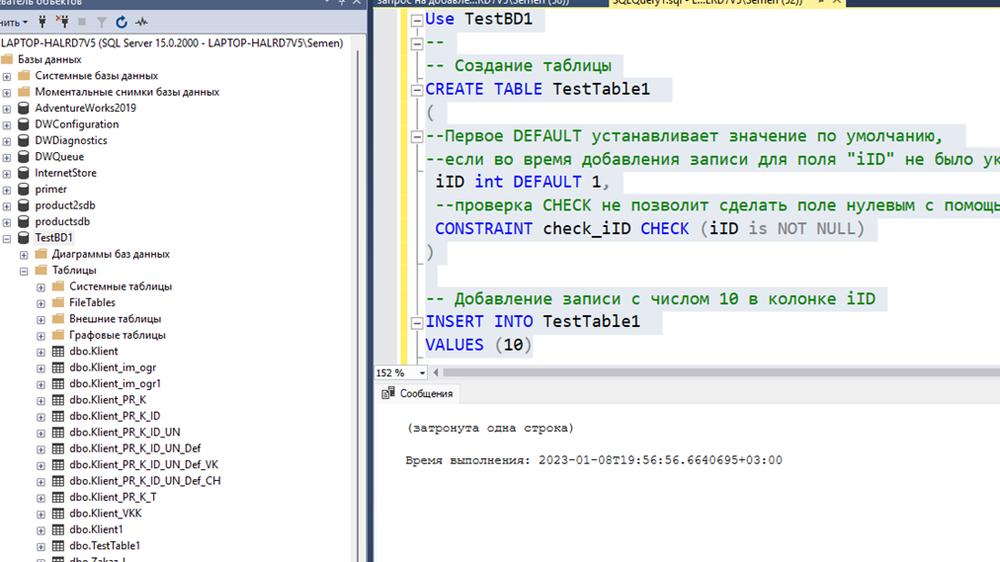 запрос на добавле...RD7V5\Semen (56))
SQLQuery1.sql - L...LRD7V5\Semen (52))
LAPTOP-HALRD7V5 (SQL Server 15.0.2000 - LAPTOP-HALRD7V5\Semen)
Базы данных
Системные базы данных
Моментальные снимки базы данных
AdventureWorks2019
DWConfiguration
DWDiagnostics
DWQueue
InternetStore
primer
product2sdb
productsdb
TestBD1
Диаграммы баз данных
Таблицы
Системные таблицы
FileTables
Внешние таблицы
Графовые таблицы
dbo.Klient
dbo.Klient_im_ogr
dbo.Klient_im_ogr1
dbo.Klient_PR_K
dbo.Klient_PR_K_ID
dbo.Klient_PR_K_ID_UN
dbo.Klient_PR_K_ID_UN_Def
dbo.Klient_PR_K_ID_UN_Def_VK
dbo.Klient_PR_K_ID_UN_Def_CH
dbo.Klient_PR_K_T
dbo.Klient_VKK
dbo.Klient1
dbo.TestTable1
Use TestBD1
--
-- Создание таблицы
CREATE TABLE TestTable1
(
--Первое DEFAULT устанавливает значение по умолчанию,
--если во время добавления записи для поля "iID" не было ук
iID int DEFAULT 1,
--проверка CHECK не позволит сделать поле нулевым с помощь
CONSTRAINT check_iID CHECK (iID is NOT NULL)
)
-- Добавление записи с числом 10 в колонке iID
INSERT INTO TestTable1
VALUES (10)
152 %
Сообщения
(затронута одна строка)
Время выполнения: 2023-01-08T19:56:56.6640695+03:00